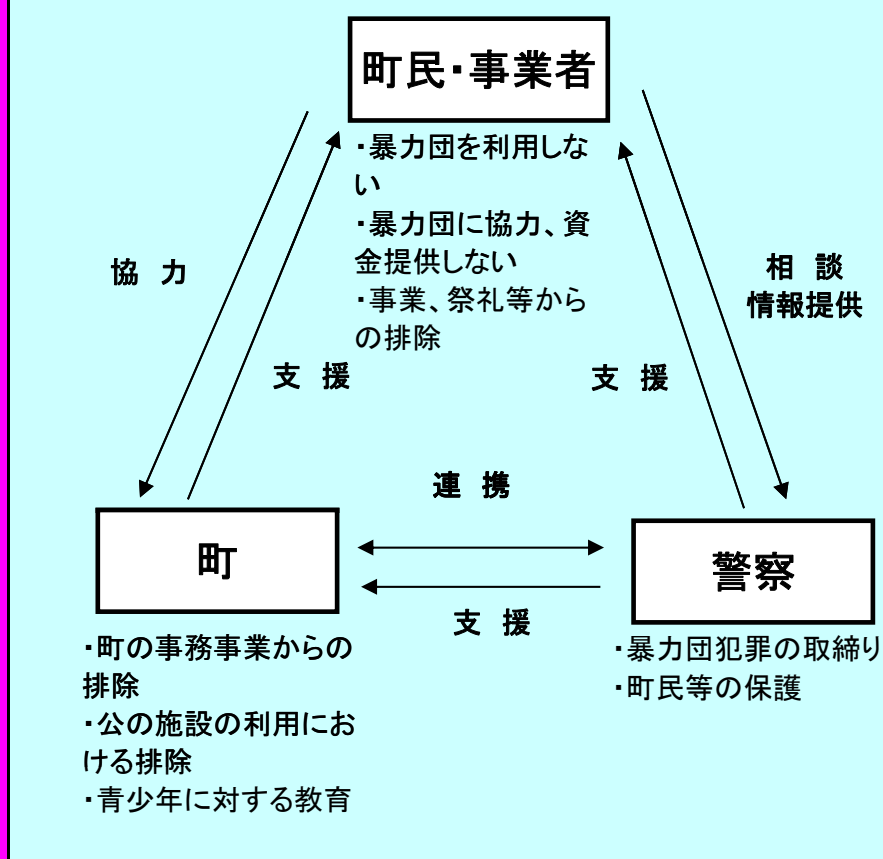 町民・事業者
・暴力団を利用しな
い
・暴力団に協力、資
金提供しない
・事業、祭礼等から
の排除
協 力
相 談
情報提供
支 援
支 援
連 携
町
警察
支 援
・町の事務事業からの
排除
・公の施設の利用にお
ける排除
・青少年に対する教育
・暴力団犯罪の取締り
・町民等の保護